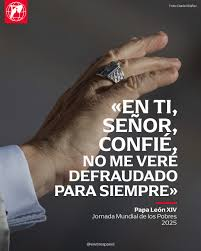 «EN TI,
SEÑOR,
CONFIÉ,
NO ME VERÉ
DEFRAUDADO
PARA SIEMPRE»
Papa León XIV
Jornada Mundial de los Pobres
2025